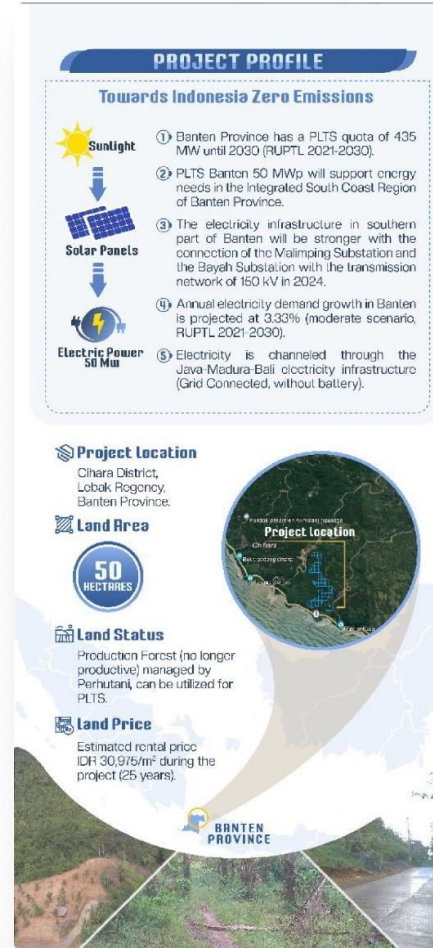 PROJECT PROFILE
Towards Indonesia Zero Emissions
Sunlight
Solar Panels
Electric Power
50 Mw
1 Banten Province has a PLTS quota of 435
MW until 2030 (RUPTL 2021-2030).
2 PLTS Banten 50 MWp will support energy
needs in the Integrated South Coast Region
of Banten Province.
3 The electricity infrastructure in southern
part of Banten will be stronger with the
connection of the Malimping Substation and
the Bayah Substation with the transmission
network of 150 kV in 2024.
4 Annual electricity demand growth in Banten
is projected at 3.33% (moderate scenario,
RUPTL 2021-2030).
5 Electricity is channeled through the
Java-Madura-Bali electricity infrastructure
(Grid Connected, without battery).
Project location
Cihara District,
Lebak Regency,
Banten Province.
Land Area
50
HECTARES
Land Status
Production Forest (no longer
productive) managed by
Perhutani, can be utilized for
PLTS.
Land Price
Estimated rental price
IDR 30,975/m² during the
project (25 years).
Project location
Cihara
BANTEN
PROVINCE